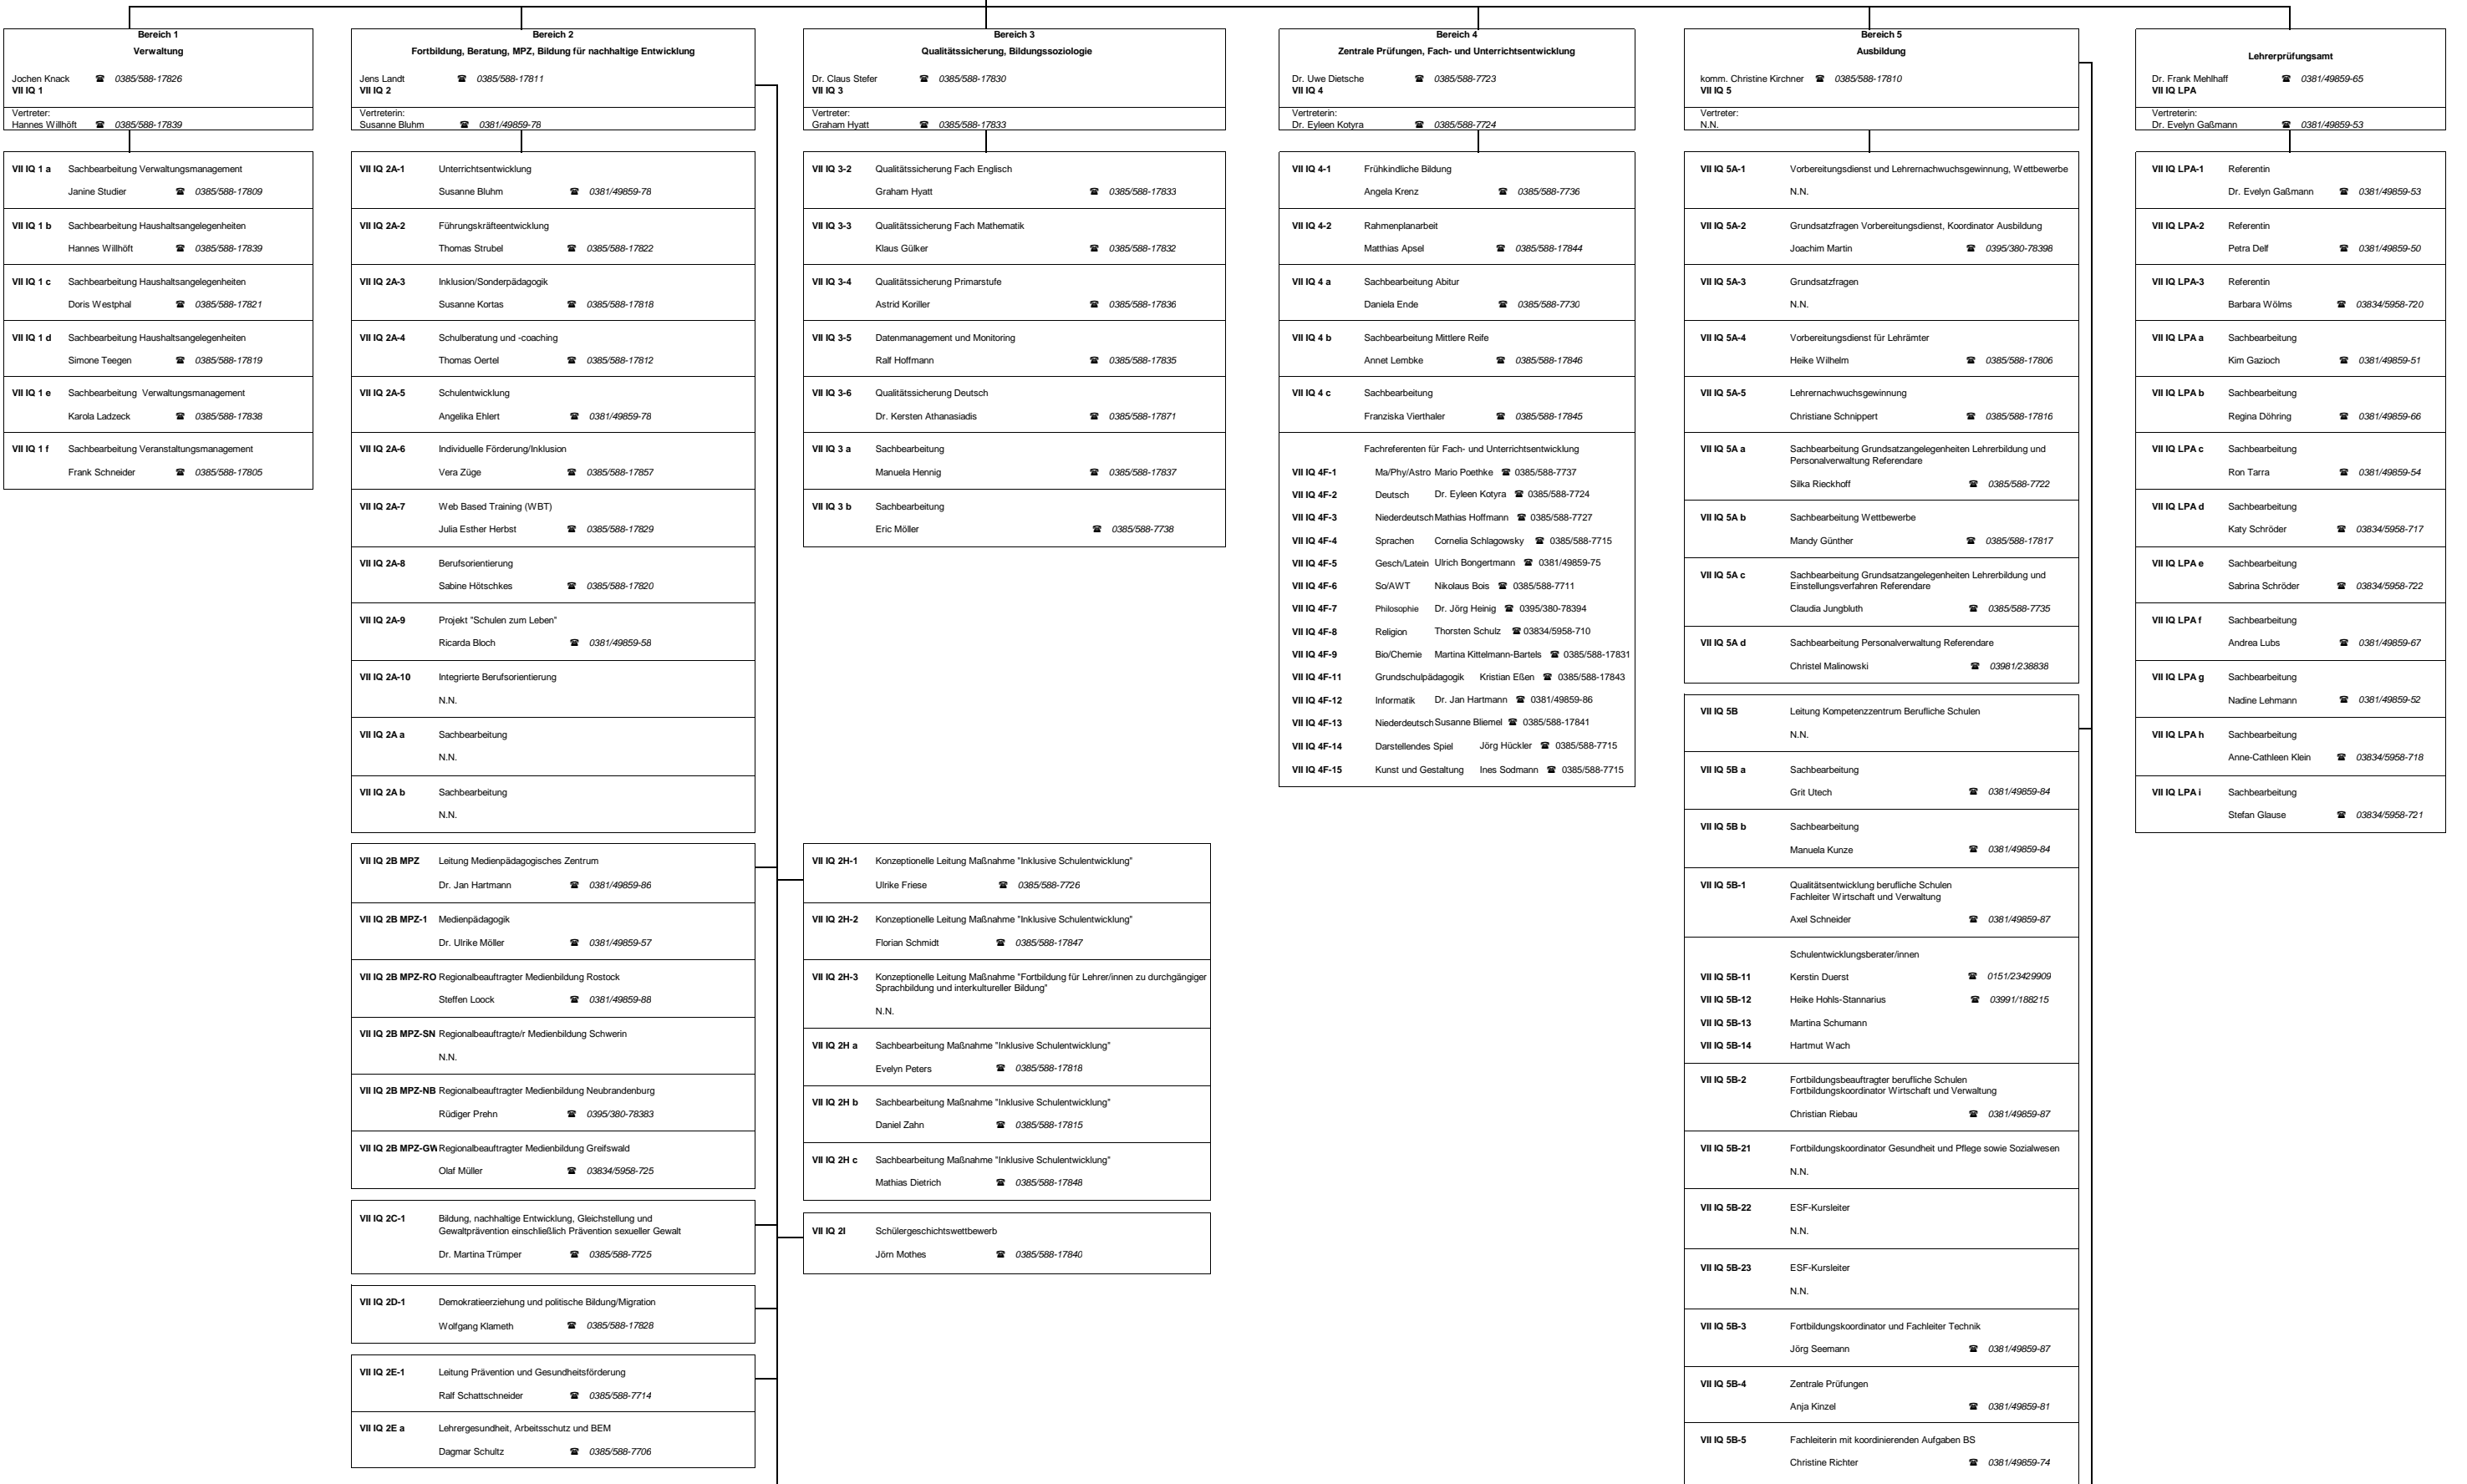 Bereich 1
Verwaltung
Jochen Knack ☎ 0385/588-17826
VII IQ 1
Vertreter:
Hannes Willhöft ☎ 0385/588-17839
VII IQ 1 a Sachbearbeitung Verwaltungsmanagement
Janine Studier ☎ 0385/588-17809
VII IQ 1 b Sachbearbeitung Haushaltsangelegenheiten
Hannes Willhöft ☎ 0385/588-17839
VII IQ 1 c Sachbearbeitung Haushaltsangelegenheiten
Doris Westphal ☎ 0385/588-17821
VII IQ 1 d Sachbearbeitung Haushaltsangelegenheiten
Simone Teegen ☎ 0385/588-17819
VII IQ 1 e Sachbearbeitung Verwaltungsmanagement
Karola Ladzeck ☎ 0385/588-17838
VII IQ 1 f Sachbearbeitung Veranstaltungsmanagement
Frank Schneider ☎ 0385/588-17805
Bereich 2
Fortbildung, Beratung, MPZ, Bildung für nachhaltige Entwicklung
Jens Landt ☎ 0385/588-17811
VII IQ 2
Vertreterin:
Susanne Bluhm ☎ 0381/49859-78
VII IQ 2A-1 Unterrichtsentwicklung
Susanne Bluhm ☎ 0381/49859-78
VII IQ 2A-2 Führungskräfteentwicklung
Thomas Strubel ☎ 0385/588-17822
VII IQ 2A-3 Inklusion/Sonderpädagogik
Susanne Kortas ☎ 0385/588-17818
VII IQ 2A-4 Schulberatung und -coaching
Thomas Oertel ☎ 0385/588-17812
VII IQ 2A-5 Schulentwicklung
Angelika Ehlert ☎ 0381/49859-78
VII IQ 2A-6 Individuelle Förderung/Inklusion
Vera Züge ☎ 0385/588-17857
VII IQ 2A-7 Web Based Training (WBT)
Julia Esther Herbst ☎ 0385/588-17829
VII IQ 2A-8 Berufsorientierung
Sabine Hötschkes ☎ 0385/588-17820
VII IQ 2A-9 Projekt "Schulen zum Leben"
Ricarda Bloch ☎ 0381/49859-58
VII IQ 2A-10 Integrierte Berufsorientierung
N.N.
VII IQ 2A a Sachbearbeitung
N.N.
VII IQ 2A b Sachbearbeitung
N.N.
VII IQ 2B MPZ Leitung Medienpädagogisches Zentrum
Dr. Jan Hartmann ☎ 0381/49859-86
VII IQ 2B MPZ-1 Medienpädagogik
Dr. Ulrike Möller ☎ 0381/49859-57
VII IQ 2B MPZ-RO Regionalbeauftragter Medienbildung Rostock
Steffen Loock ☎ 0381/49859-88
VII IQ 2B MPZ-SN Regionalbeauftragte/r Medienbildung Schwerin
N.N.
VII IQ 2B MPZ-NB Regionalbeauftragter Medienbildung Neubrandenburg
Rüdiger Prehn ☎ 0395/380-78383
VII IQ 2B MPZ-GW Regionalbeauftragter Medienbildung Greifswald
Olaf Müller ☎ 03834/5958-725
VII IQ 2C-1 Bildung, nachhaltige Entwicklung, Gleichstellung und
Gewaltprävention einschließlich Prävention sexueller Gewalt
Dr. Martina Trümper ☎ 0385/588-7725
VII IQ 2D-1 Demokratieerziehung und politische Bildung/Migration
Wolfgang Klameth ☎ 0385/588-17828
VII IQ 2E-1 Leitung Prävention und Gesundheitsförderung
Ralf Schattschneider ☎ 0385/588-7714
VII IQ 2E a Lehrergesundheit, Arbeitsschutz und BEM
Dagmar Schultz ☎ 0385/588-7706
Bereich 3
Qualitätssicherung, Bildungssoziologie
Dr. Claus Stefer ☎ 0385/588-17830
VII IQ 3
Vertreter:
Graham Hyatt ☎ 0385/588-17833
VII IQ 3-2 Qualitätssicherung Fach Englisch
Graham Hyatt ☎ 0385/588-17833
VII IQ 3-3 Qualitätssicherung Fach Mathematik
Klaus Gülker ☎ 0385/588-17832
VII IQ 3-4 Qualitätssicherung Primarstufe
Astrid Koriller ☎ 0385/588-17836
VII IQ 3-5 Datenmanagement und Monitoring
Ralf Hoffmann ☎ 0385/588-17835
VII IQ 3-6 Qualitätssicherung Deutsch
Dr. Kersten Athanasiadis ☎ 0385/588-17871
VII IQ 3 a Sachbearbeitung
Manuela Hennig ☎ 0385/588-17837
VII IQ 3 b Sachbearbeitung
Eric Möller ☎ 0385/588-7738
VII IQ 2H-1 Konzeptionelle Leitung Maßnahme "Inklusive Schulentwicklung"
Ulrike Friese ☎ 0385/588-7726
VII IQ 2H-2 Konzeptionelle Leitung Maßnahme "Inklusive Schulentwicklung"
Florian Schmidt ☎ 0385/588-17847
VII IQ 2H-3 Konzeptionelle Leitung Maßnahme "Fortbildung für Lehrer/innen zu durchgängiger
Sprachbildung und interkultureller Bildung"
N.N.
VII IQ 2H a Sachbearbeitung Maßnahme "Inklusive Schulentwicklung"
Evelyn Peters ☎ 0385/588-17818
VII IQ 2H b Sachbearbeitung Maßnahme "Inklusive Schulentwicklung"
Daniel Zahn ☎ 0385/588-17815
VII IQ 2H c Sachbearbeitung Maßnahme "Inklusive Schulentwicklung"
Mathias Dietrich ☎ 0385/588-17848
VII IQ 2I Schülergeschichtswettbewerb
Jörn Mothes ☎ 0385/588-17840
Bereich 4
Zentrale Prüfungen, Fach- und Unterrichtsentwicklung
Dr. Uwe Dietsche ☎ 0385/588-7723
VII IQ 4
Vertreterin:
Dr. Eyleen Kotyra ☎ 0385/588-7724
VII IQ 4-1 Frühkindliche Bildung
Angela Krenz ☎ 0385/588-7736
VII IQ 4-2 Rahmenplanarbeit
Matthias Apsel ☎ 0385/588-17844
VII IQ 4 a Sachbearbeitung Abitur
Daniela Ende ☎ 0385/588-7730
VII IQ 4 b Sachbearbeitung Mittlere Reife
Annet Lembke ☎ 0385/588-17846
VII IQ 4 c Sachbearbeitung
Franziska Vierthaler ☎ 0385/588-17845
Fachreferenten für Fach- und Unterrichtsentwicklung
VII IQ 4F-1 Ma/Phy/Astro Mario Poethke ☎ 0385/588-7737
VII IQ 4F-2 Deutsch Dr. Eyleen Kotyra ☎ 0385/588-7724
VII IQ 4F-3 Niederdeutsch Mathias Hoffmann ☎ 0385/588-7727
VII IQ 4F-4 Sprachen Cornelia Schlagowsky ☎ 0385/588-7715
VII IQ 4F-5 Gesch/Latein Ulrich Bongertmann ☎ 0381/49859-75
VII IQ 4F-6 So/AWT Nikolaus Bois ☎ 0385/588-7711
VII IQ 4F-7 Philosophie Dr. Jörg Heinig ☎ 0395/380-78394
VII IQ 4F-8 Religion Thorsten Schulz ☎ 03834/5958-710
VII IQ 4F-9 Bio/Chemie Martina Kittelmann-Bartels ☎ 0385/588-17831
VII IQ 4F-11 Grundschulpädagogik Kristian Eßen ☎ 0385/588-17843
VII IQ 4F-12 Informatik Dr. Jan Hartmann ☎ 0381/49859-86
VII IQ 4F-13 Niederdeutsch Susanne Bliemel ☎ 0385/588-17841
VII IQ 4F-14 Darstellendes Spiel Jörg Hückler ☎ 0385/588-7715
VII IQ 4F-15 Kunst und Gestaltung Ines Sodmann ☎ 0385/588-7715
Bereich 5
Ausbildung
komm. Christine Kirchner ☎ 0385/588-17810
VII IQ 5
Vertreter:
N.N.
VII IQ 5A-1 Vorbereitungsdienst und Lehrernachwuchsgewinnung, Wettbewerbe
N.N.
VII IQ 5A-2 Grundsatzfragen Vorbereitungsdienst, Koordinator Ausbildung
Joachim Martin ☎ 0395/380-78398
VII IQ 5A-3 Grundsatzfragen
N.N.
VII IQ 5A-4 Vorbereitungsdienst für Lehrämter
Heike Wilhelm ☎ 0385/588-17806
VII IQ 5A-5 Lehrernachwuchsgewinnung
Christiane Schnippert ☎ 0385/588-17816
VII IQ 5A a Sachbearbeitung Grundsatzangelegenheiten Lehrerbildung und
Personalverwaltung Referendare
Silka Rieckhoff ☎ 0385/588-7722
VII IQ 5A b Sachbearbeitung Wettbewerbe
Mandy Günther ☎ 0385/588-17817
VII IQ 5A c Sachbearbeitung Grundsatzangelegenheiten Lehrerbildung und
Einstellungsverfahren Referendare
Claudia Jungbluth ☎ 0385/588-7735
VII IQ 5A d Sachbearbeitung Personalverwaltung Referendare
Christel Malinowski ☎ 03981/238838
VII IQ 5B Leitung Kompetenzzentrum Berufliche Schulen
N.N.
VII IQ 5B a Sachbearbeitung
Grit Utech ☎ 0381/49859-84
VII IQ 5B b Sachbearbeitung
Manuela Kunze ☎ 0381/49859-84
VII IQ 5B-1 Qualitätsentwicklung berufliche Schulen
Fachleiter Wirtschaft und Verwaltung
Axel Schneider ☎ 0381/49859-87
Schulentwicklungsberater/innen
VII IQ 5B-11 Kerstin Duerst ☎ 0151/23429909
VII IQ 5B-12 Heike Hohls-Stannarius ☎ 03991/188215
VII IQ 5B-13 Martina Schumann
VII IQ 5B-14 Hartmut Wach
VII IQ 5B-2 Fortbildungsbeauftragter berufliche Schulen
Fortbildungskoordinator Wirtschaft und Verwaltung
Christian Riebau ☎ 0381/49859-87
VII IQ 5B-21 Fortbildungskoordinator Gesundheit und Pflege sowie Sozialwesen
N.N.
VII IQ 5B-22 ESF-Kursleiter
N.N.
VII IQ 5B-23 ESF-Kursleiter
N.N.
VII IQ 5B-3 Fortbildungskoordinator und Fachleiter Technik
Jörg Seemann ☎ 0381/49859-87
VII IQ 5B-4 Zentrale Prüfungen
Anja Kinzel ☎ 0381/49859-81
VII IQ 5B-5 Fachleiterin mit koordinierenden Aufgaben BS
Christine Richter ☎ 0381/49859-74
Lehrerprüfungsamt
Dr. Frank Mehlhaff ☎ 0381/49859-65
VII IQ LPA
Vertreterin:
Dr. Evelyn Gaßmann ☎ 0381/49859-53
VII IQ LPA-1 Referentin
Dr. Evelyn Gaßmann ☎ 0381/49859-53
VII IQ LPA-2 Referentin
Petra Delf ☎ 0381/49859-50
VII IQ LPA-3 Referentin
Barbara Wölms ☎ 03834/5958-720
VII IQ LPA a Sachbearbeitung
Kim Gazioch ☎ 0381/49859-51
VII IQ LPA b Sachbearbeitung
Regina Döhring ☎ 0381/49859-66
VII IQ LPA c Sachbearbeitung
Ron Tarra ☎ 0381/49859-54
VII IQ LPA d Sachbearbeitung
Katy Schröder ☎ 03834/5958-717
VII IQ LPA e Sachbearbeitung
Sabrina Schröder ☎ 03834/5958-722
VII IQ LPA f Sachbearbeitung
Andrea Lubs ☎ 0381/49859-67
VII IQ LPA g Sachbearbeitung
Nadine Lehmann ☎ 0381/49859-52
VII IQ LPA h Sachbearbeitung
Anne-Cathleen Klein ☎ 03834/5958-718
VII IQ LPA i Sachbearbeitung
Stefan Glause ☎ 03834/5958-721